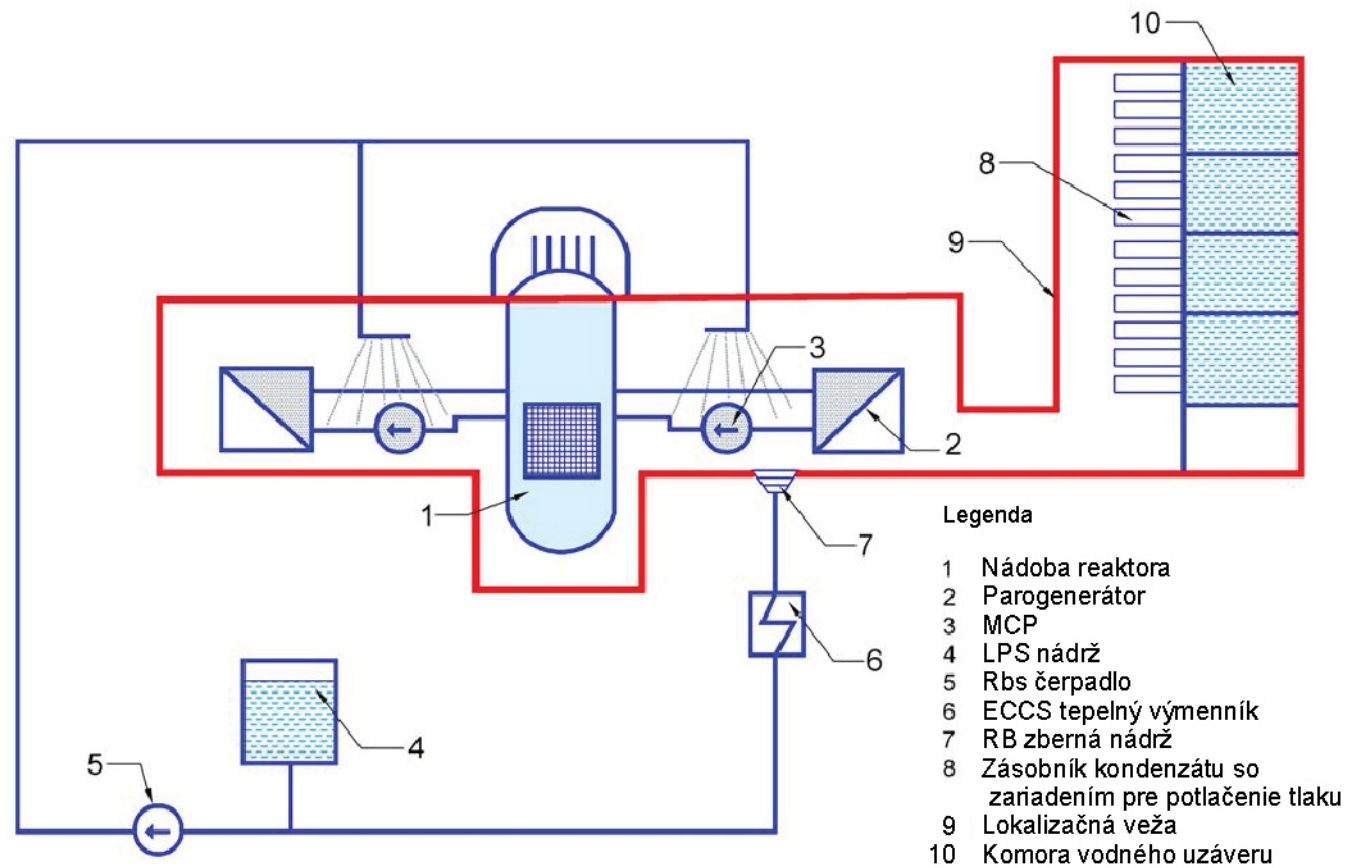 10
8
9
3
2
1
7
6
4
5
Legenda
1 Nádoba reaktora
2 Parogenerátor
3 MCP
4 LPS nádrž
5 Rbs čerpadlo
6 ECCS tepelný výmenník
7 RB zberná nádrž
8 Zásobník kondenzátu so
zariadením pre potlačenie tlaku
9 Lokalizačná veža
10 Komora vodného uzáveru